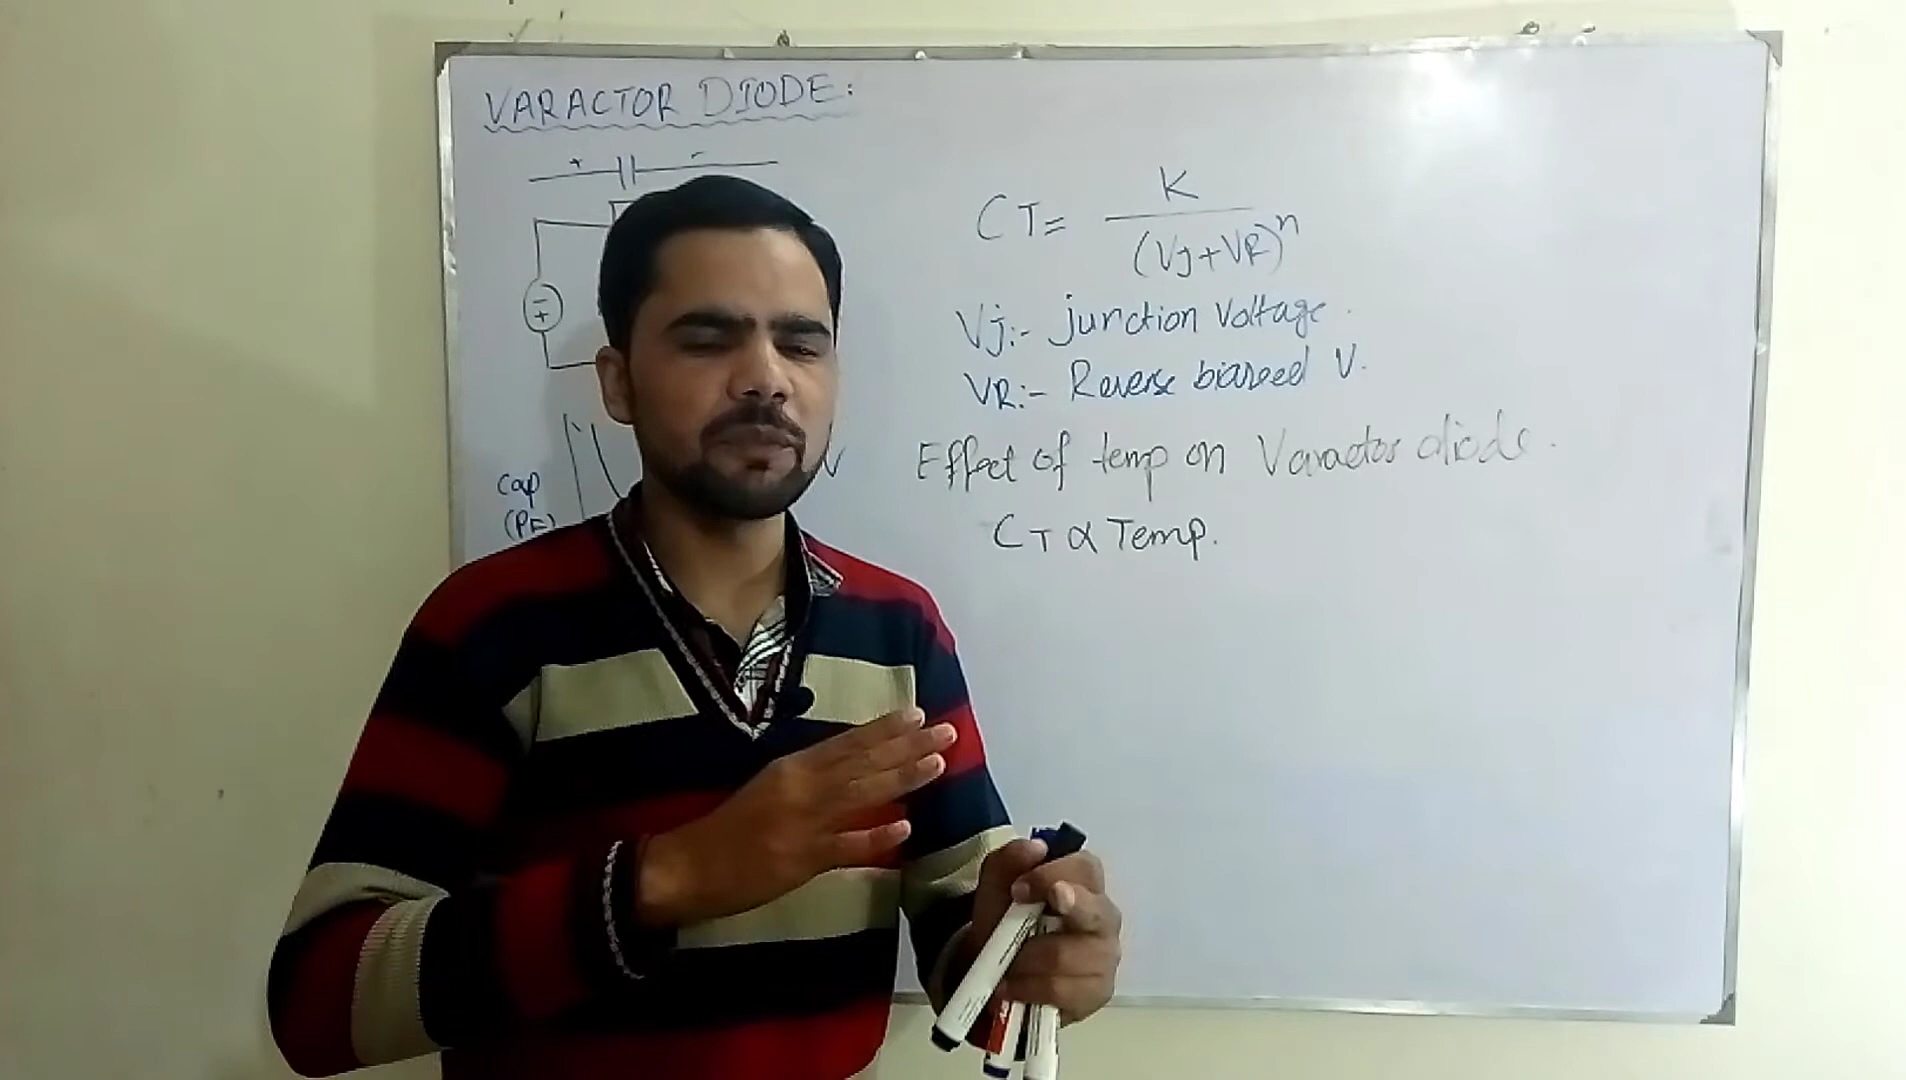 VARACTOR DIODE:
+ -
CT = K
(VJ+VR)^n
Vj:- junction Voltage.
VR:- Reverse biaseed V.
Effect of temp on Varactor diode.
CT ∝ Temp.
- +
V
Cap
(PF)